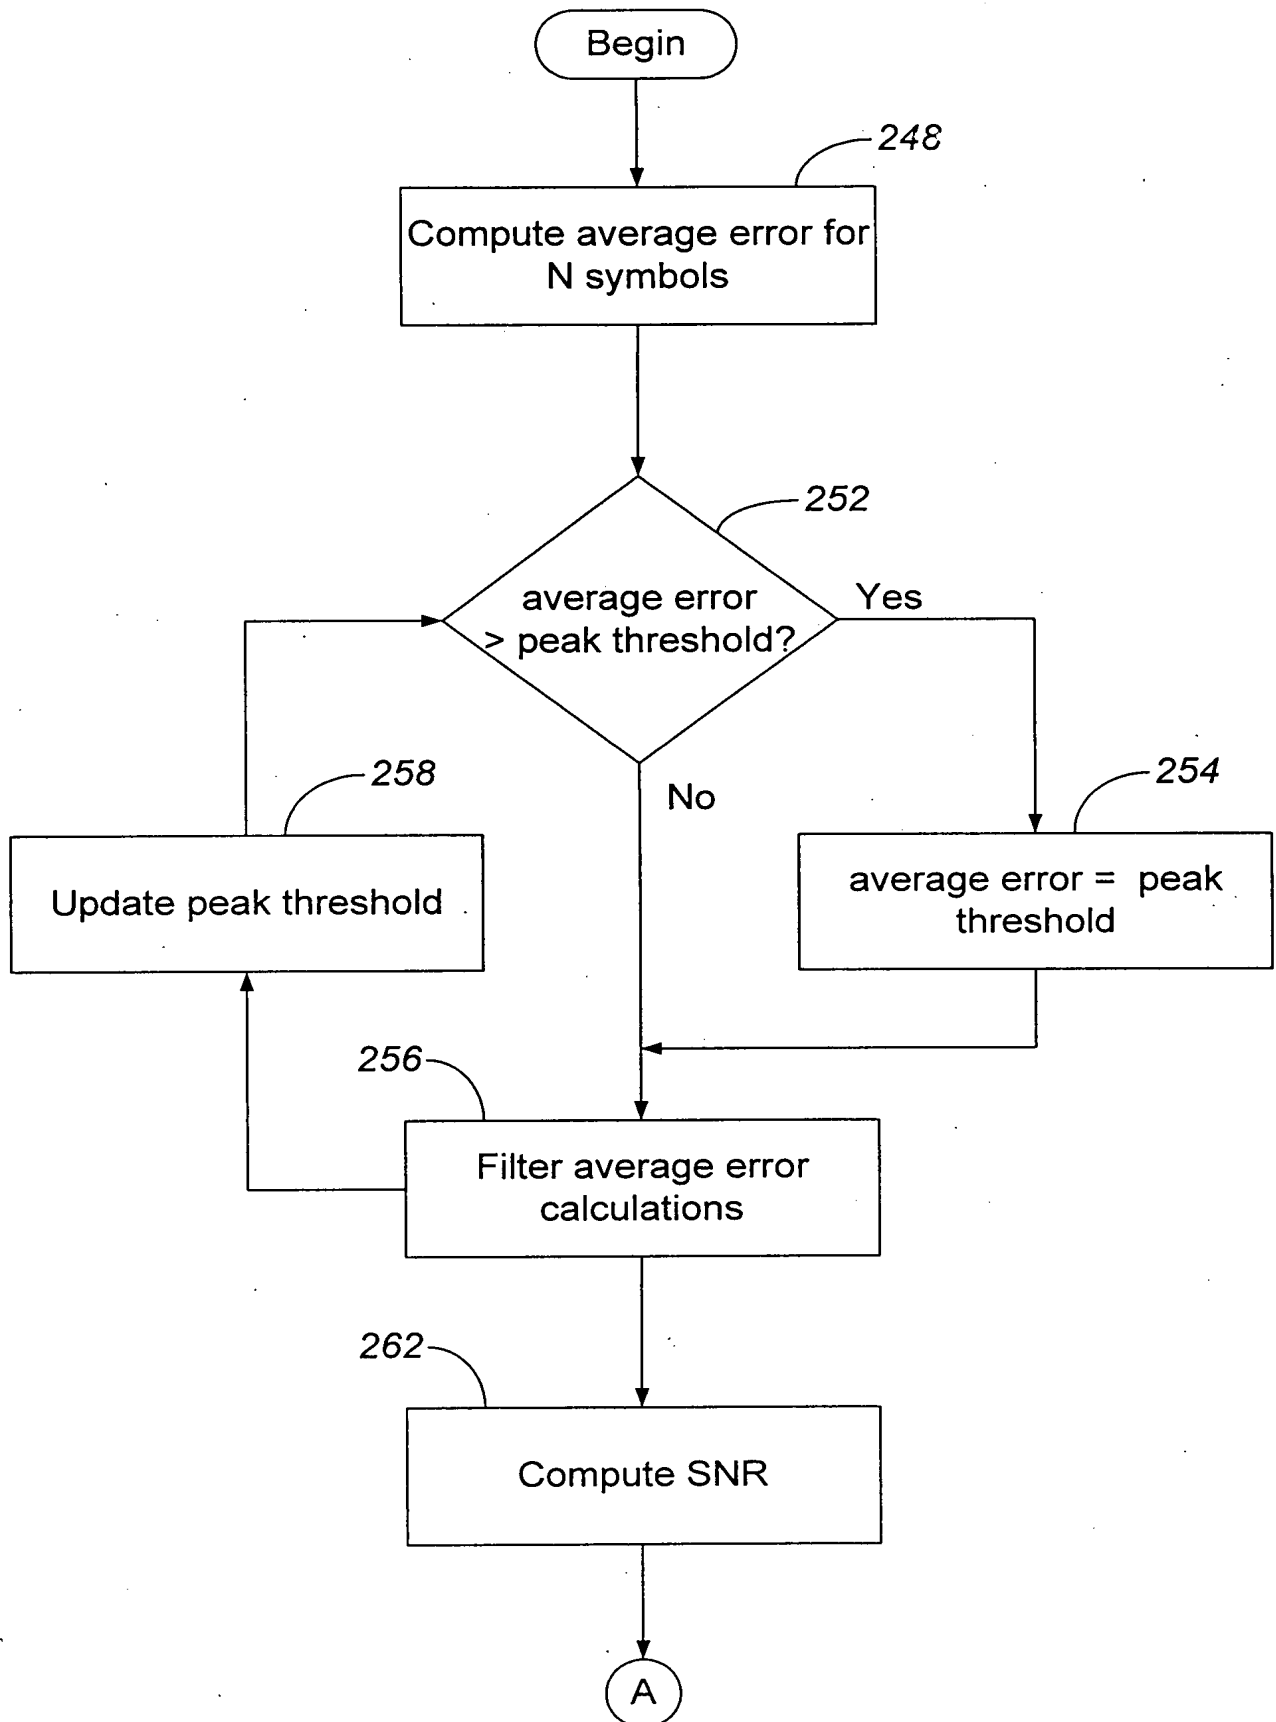 Begin
248
Compute average error for
N symbols
252
average error
> peak threshold?
Yes
No
258
Update peak threshold
254
average error = peak
threshold
256
Filter average error
calculations
262
Compute SNR
A